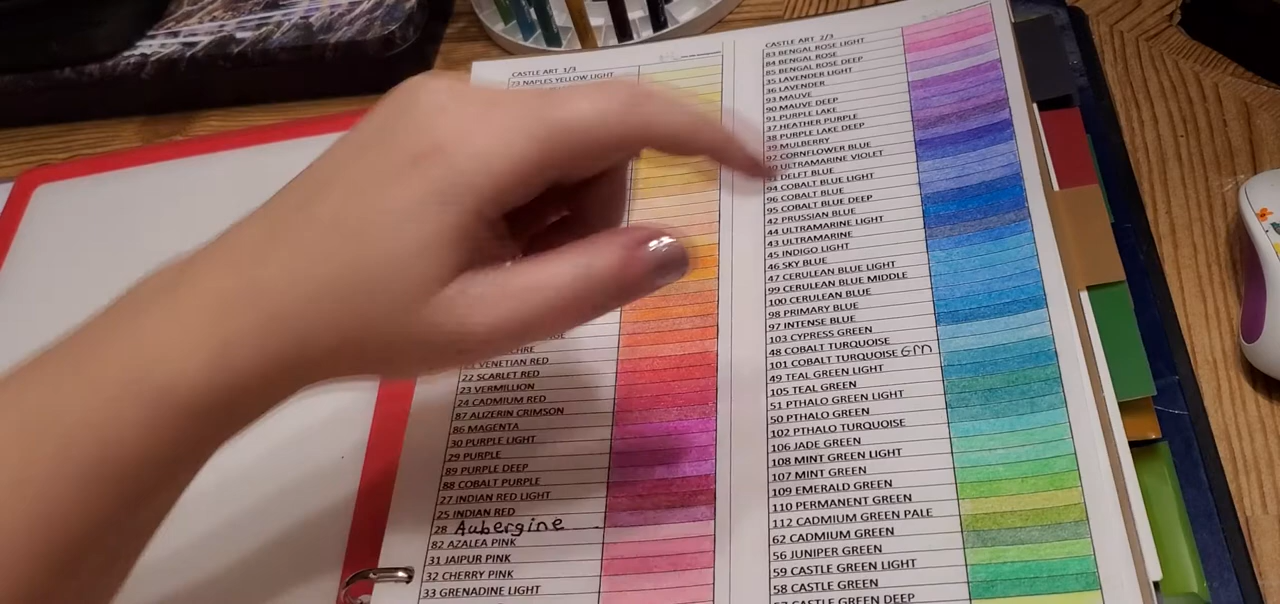 CASTLE ART 1/3
73 NAPLES YELLOW LIGHT
VENETIAN RED
22 SCARLET RED
23 VERMILLION
24 CADMIUM RED
87 ALIZERIN CRIMSON
86 MAGENTA
30 PURPLE LIGHT
29 PURPLE
89 PURPLE DEEP
88 COBALT PURPLE
27 INDIAN RED LIGHT
25 INDIAN RED
28 Aubergine
82 AZALEA PINK
31 JAIPUR PINK
32 CHERRY PINK
33 GRENADINE LIGHT
CASTLE ART 2/3
83 BENGAL ROSE LIGHT
84 BENGAL ROSE
85 BENGAL ROSE DEEP
35 LAVENDER LIGHT
36 LAVENDER
93 MAUVE
90 MAUVE DEEP
91 PURPLE LAKE
37 HEATHER PURPLE
38 PURPLE LAKE DEEP
39 MULBERRY
92 CORNFLOWER BLUE
ULTRAMARINE VIOLET
DELFT BLUE
94 COBALT BLUE LIGHT
96 COBALT BLUE
95 COBALT BLUE DEEP
42 PRUSSIAN BLUE
44 ULTRAMARINE LIGHT
43 ULTRAMARINE
45 INDIGO LIGHT
46 SKY BLUE
47 CERULEAN BLUE LIGHT
99 CERULEAN BLUE MIDDLE
100 CERULEAN BLUE
98 PRIMARY BLUE
97 INTENSE BLUE
103 CYPRESS GREEN
48 COBALT TURQUOISE
101 COBALT TURQUOISE Grn
49 TEAL GREEN LIGHT
105 TEAL GREEN
51 PTHALO GREEN LIGHT
50 PTHALO GREEN
102 PTHALO TURQUOISE
106 JADE GREEN
108 MINT GREEN LIGHT
107 MINT GREEN
109 EMERALD GREEN
110 PERMANENT GREEN
112 CADMIUM GREEN PALE
62 CADMIUM GREEN
56 JUNIPER GREEN
59 CASTLE GREEN LIGHT
58 CASTLE GREEN
57 CASTLE GREEN DEEP